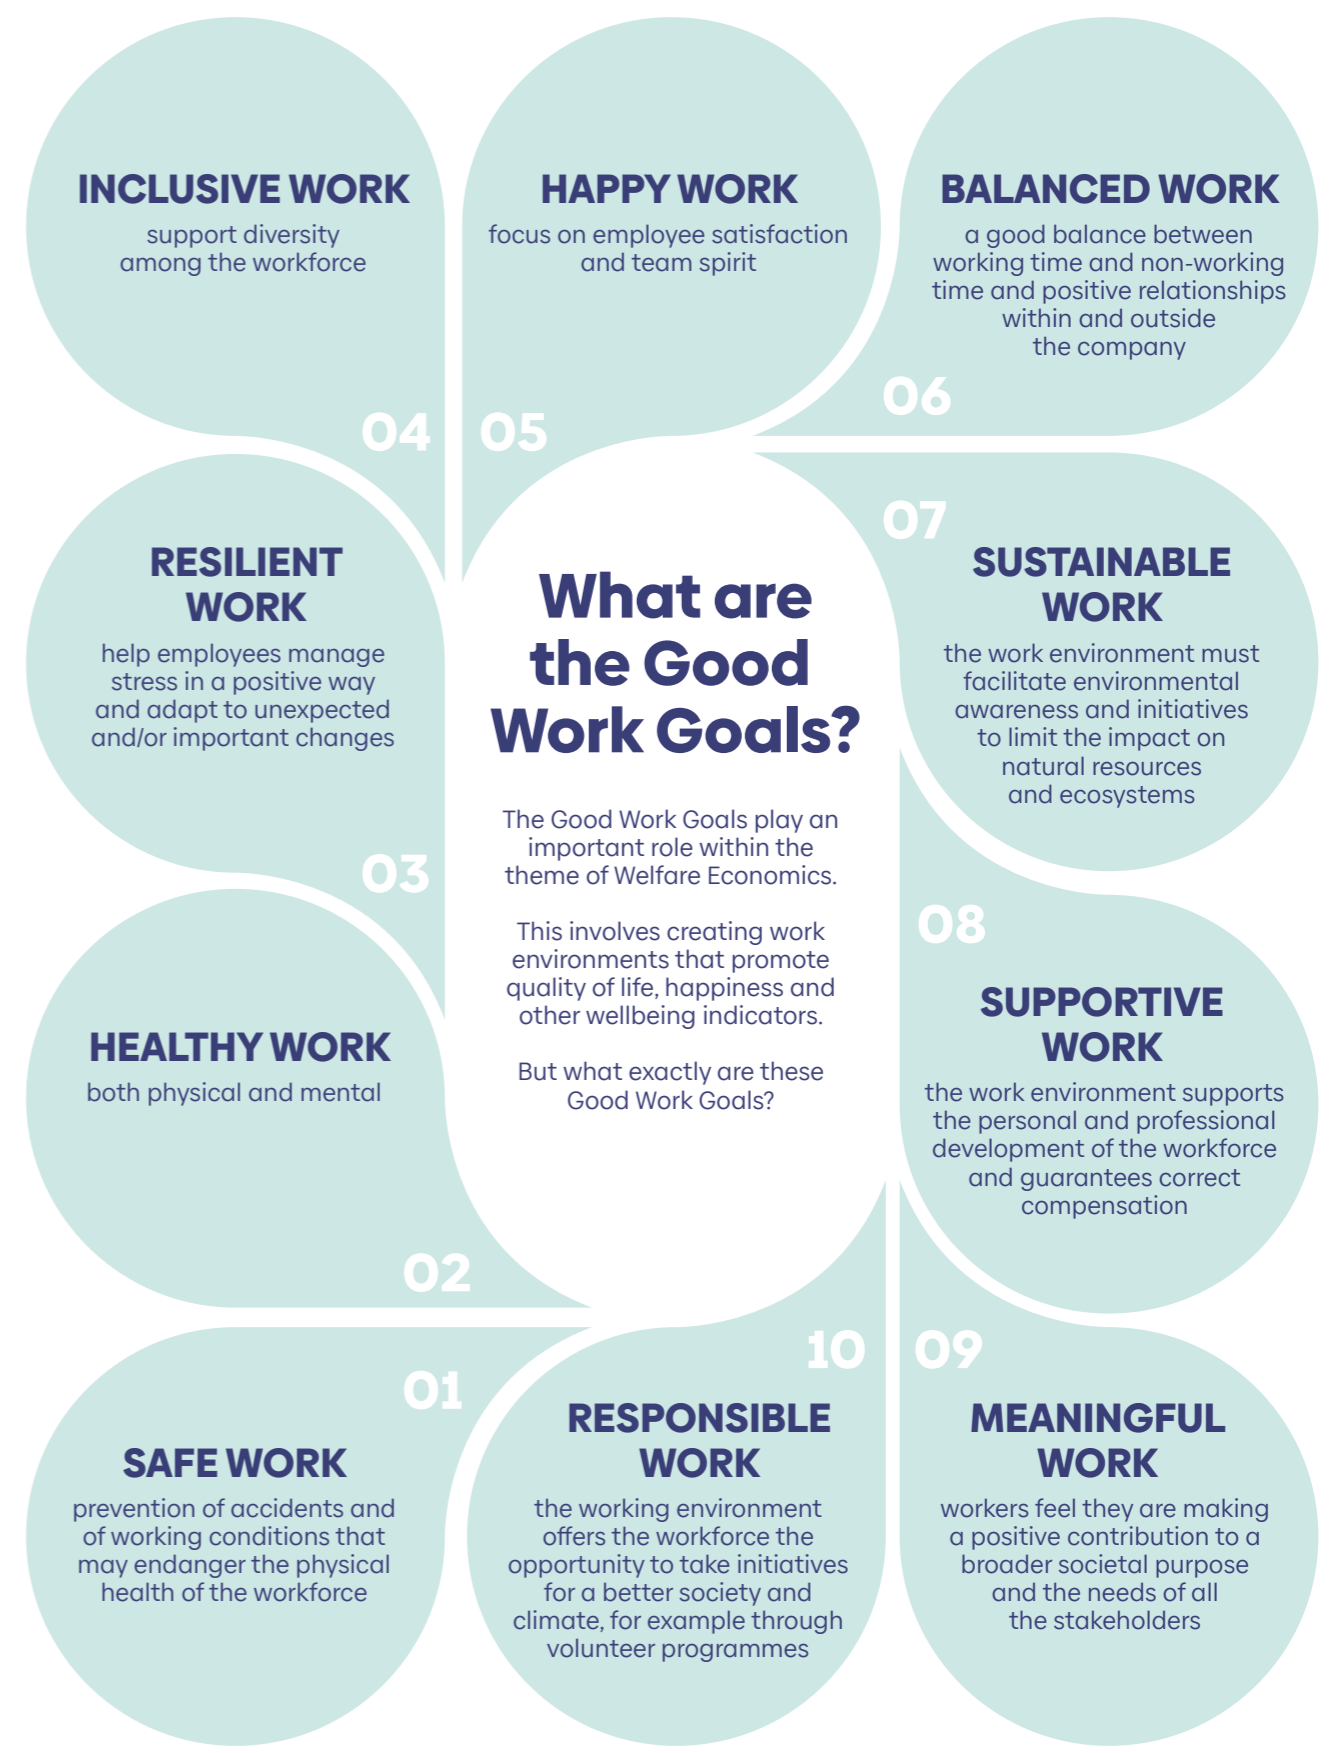 What are
the Good
Work Goals?
The Good Work Goals play an
important role within the
theme of Welfare Economics.
This involves creating work
environments that promote
quality of life, happiness and
other wellbeing indicators.
But what exactly are these
Good Work Goals?
01
SAFE WORK
prevention of accidents and
of working conditions that
may endanger the physical
health of the workforce
02
HEALTHY WORK
both physical and mental
03
RESILIENT
WORK
help employees manage
stress in a positive way
and adapt to unexpected
and/or important changes
04
INCLUSIVE WORK
support diversity
among the workforce
05
HAPPY WORK
focus on employee satisfaction
and team spirit
06
BALANCED WORK
a good balance between
working time and non-working
time and positive relationships
within and outside
the company
07
SUSTAINABLE
WORK
the work environment must
facilitate environmental
awareness and initiatives
to limit the impact on
natural resources
and ecosystems
08
SUPPORTIVE
WORK
the work environment supports
the personal and professional
development of the workforce
and guarantees correct
compensation
09
MEANINGFUL
WORK
workers feel they are making
a positive contribution to a
broader societal purpose
and the needs of all
the stakeholders
10
RESPONSIBLE
WORK
the working environment
offers the workforce the
opportunity to take initiatives
for a better society and
climate, for example through
volunteer programmes